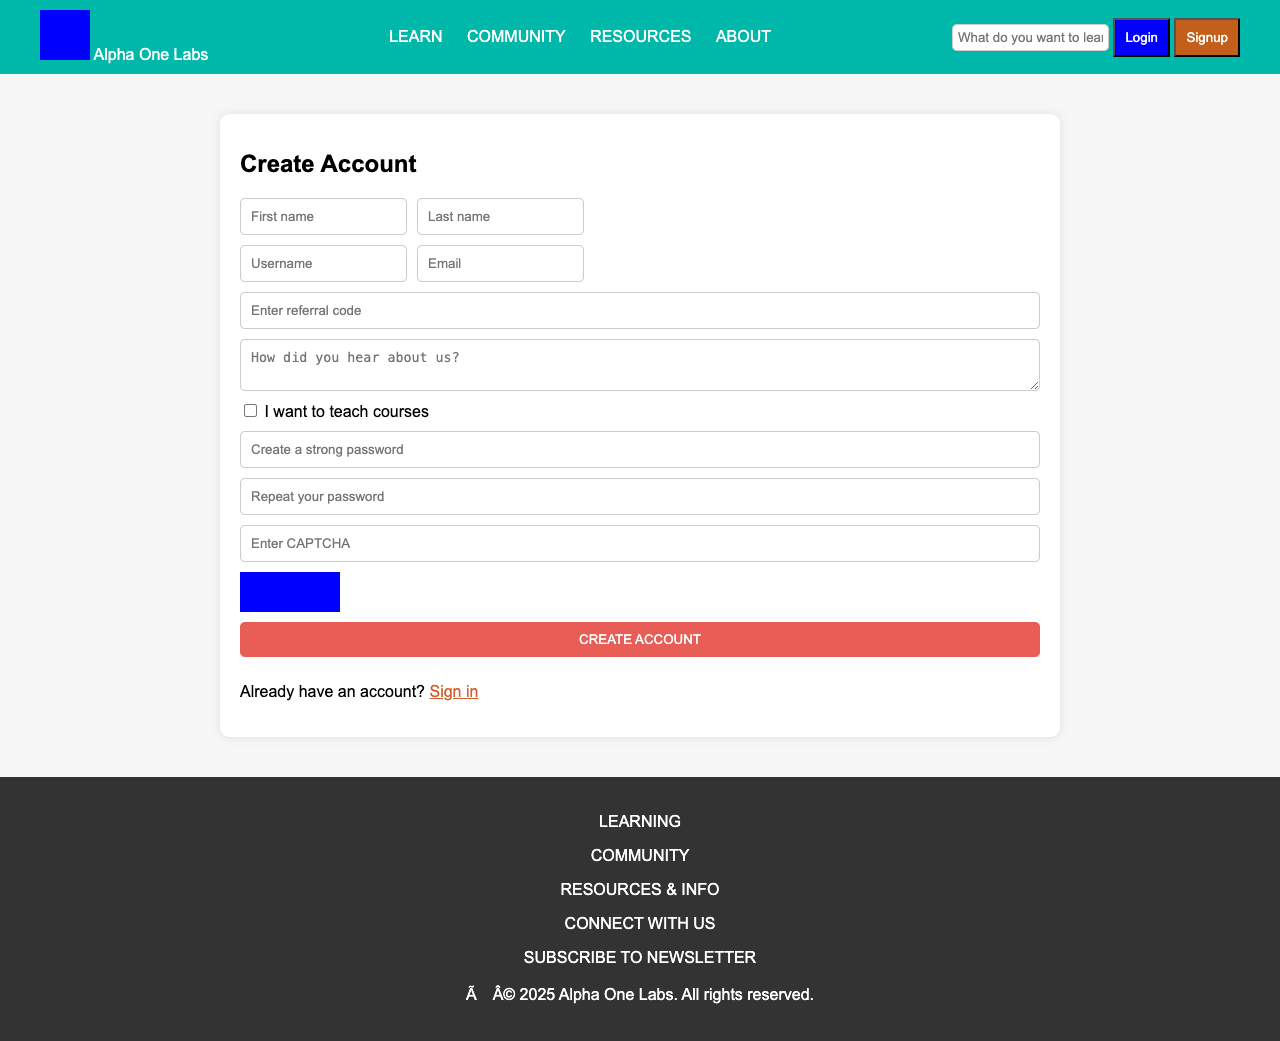 Alpha One Labs
LEARN COMMUNITY RESOURCES ABOUT
What do you want to lear
Login
Signup
Create Account
First name Last name
Username Email
Enter referral code
How did you hear about us?
I want to teach courses
Create a strong password
Repeat your password
Enter CAPTCHA
CREATE ACCOUNT
Already have an account? Sign in
LEARNING
COMMUNITY
RESOURCES & INFO
CONNECT WITH US
SUBSCRIBE TO NEWSLETTER
Ã Â© 2025 Alpha One Labs. All rights reserved.